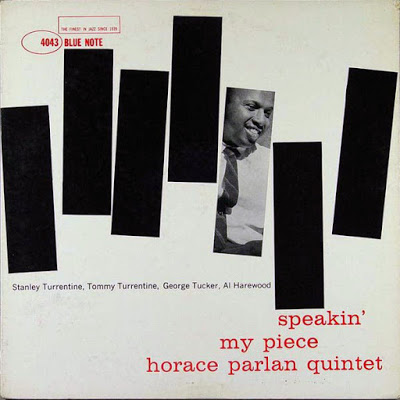 THE FINEST IN JAZZ SINCE 1939
4043 BLUE NOTE
Stanley Turrentine, Tommy Turrentine, George Tucker, Al Harewood
speakin'
my piece
horace parlan quintet